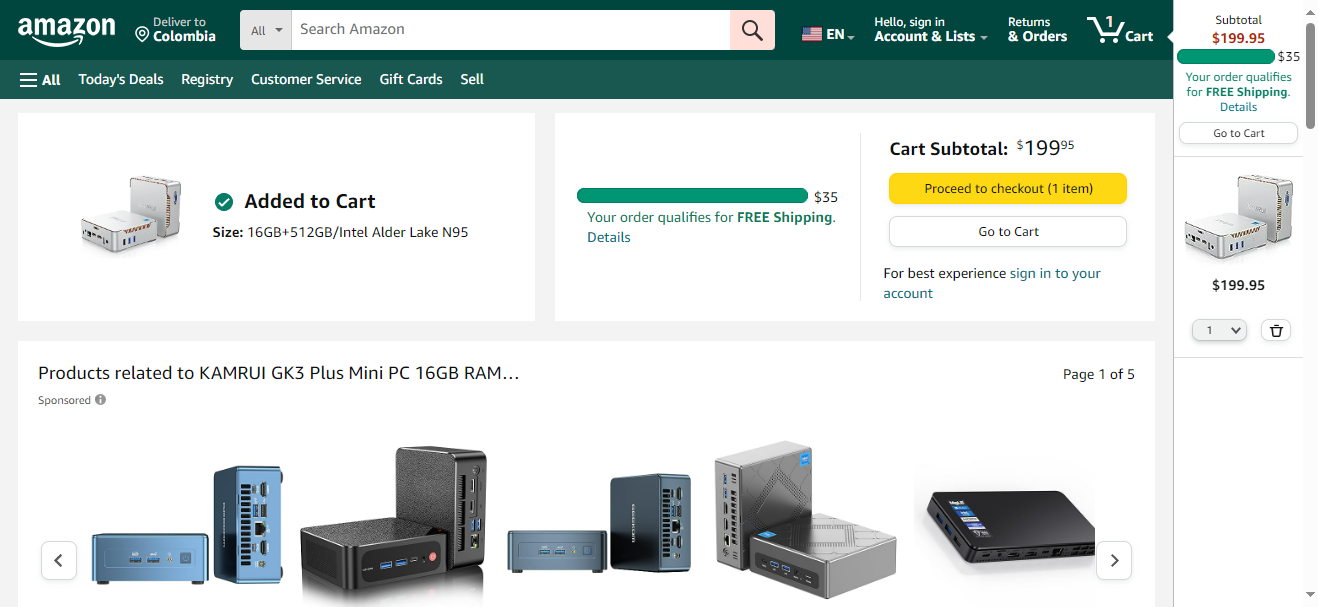 amazon
Deliver to
Colombia
All
Search Amazon
EN
Hello, sign in
Account & Lists
Returns
& Orders
1
Cart
All
Today's Deals
Registry
Customer Service
Gift Cards
Sell
Added to Cart
Size: 16GB+512GB/Intel Alder Lake N95
$35
Your order qualifies for FREE Shipping.
Details
Cart Subtotal: $199.95
Proceed to checkout (1 item)
Go to Cart
For best experience sign in to your
account
Products related to KAMRUI GK3 Plus Mini PC 16GB RAM…
Sponsored
Page 1 of 5
Subtotal
$199.95
$35
Your order qualifies
for FREE Shipping.
Details
Go to Cart
$199.95
1